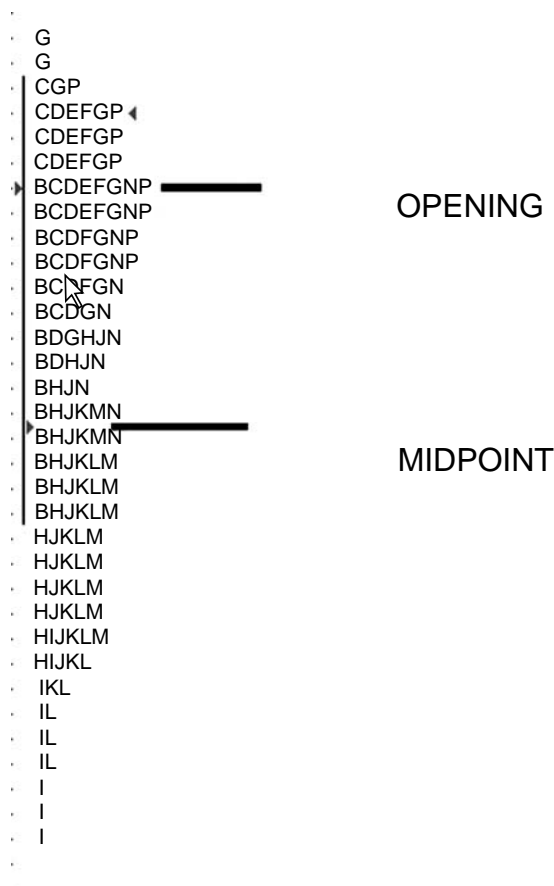 G
G
CGP
CDEFGP
CDEFGP
CDEFGP
BCDEFGNP
BCDEFGNP
OPENING
BCDFGNP
BCDFGNP
BCDFGN
BCDGN
BDGHJN
BDHJN
BHJN
BHJKMN
BHJKMN
BHJKLM
MIDPOINT
BHJKLM
BHJKLM
HJKLM
HJKLM
HJKLM
HJKLM
HIJKLM
HIJKL
IKL
IL
IL
IL
I
I
I